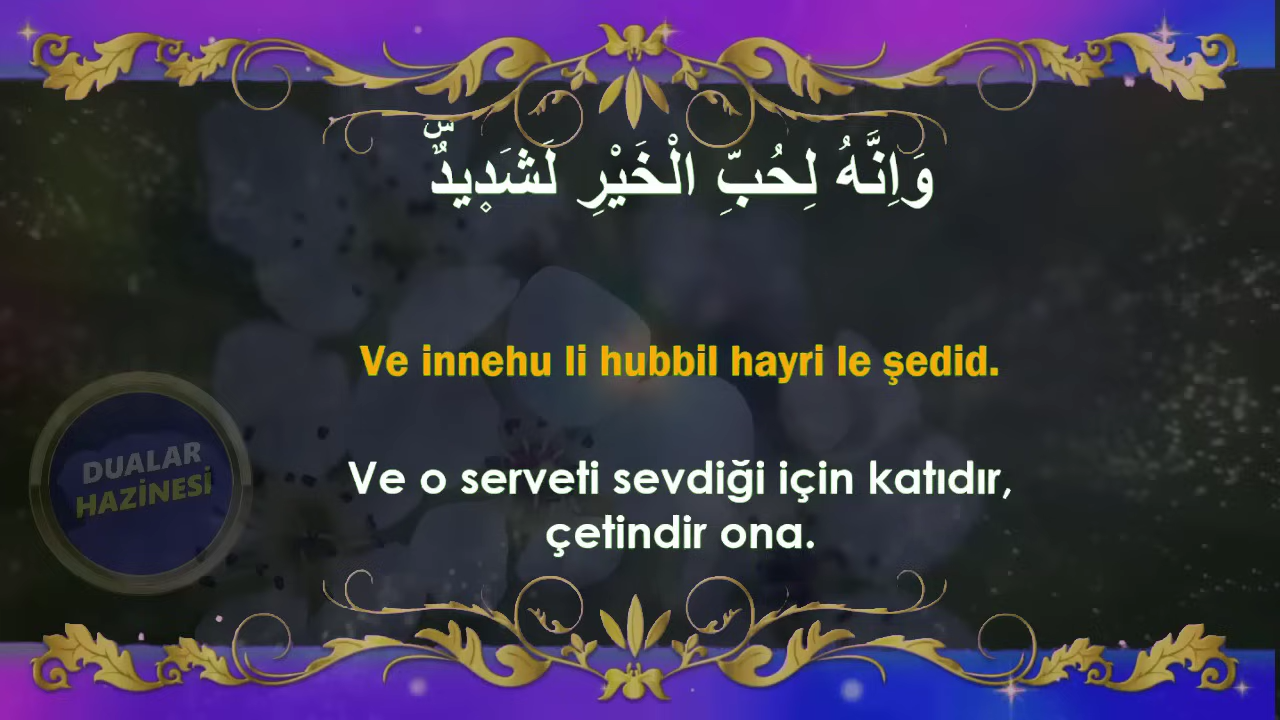 وَاِنَّهُ لِحُبِّ الْخَيْرِ لَشَد۪يدٌۜ
Ve innehu li hubbil hayri le şedid.
DUALAR
HAZİNESİ
Ve o serveti sevdiği için katıdır,
çetindir ona.